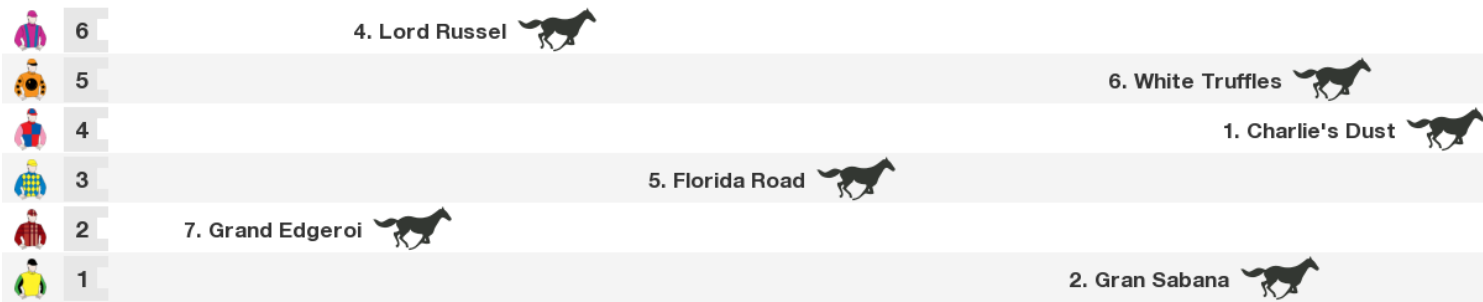 6 4. Lord Russel
5 6. White Truffles
4 1. Charlie's Dust
3 5. Florida Road
2 7. Grand Edgeroi
1 2. Gran Sabana